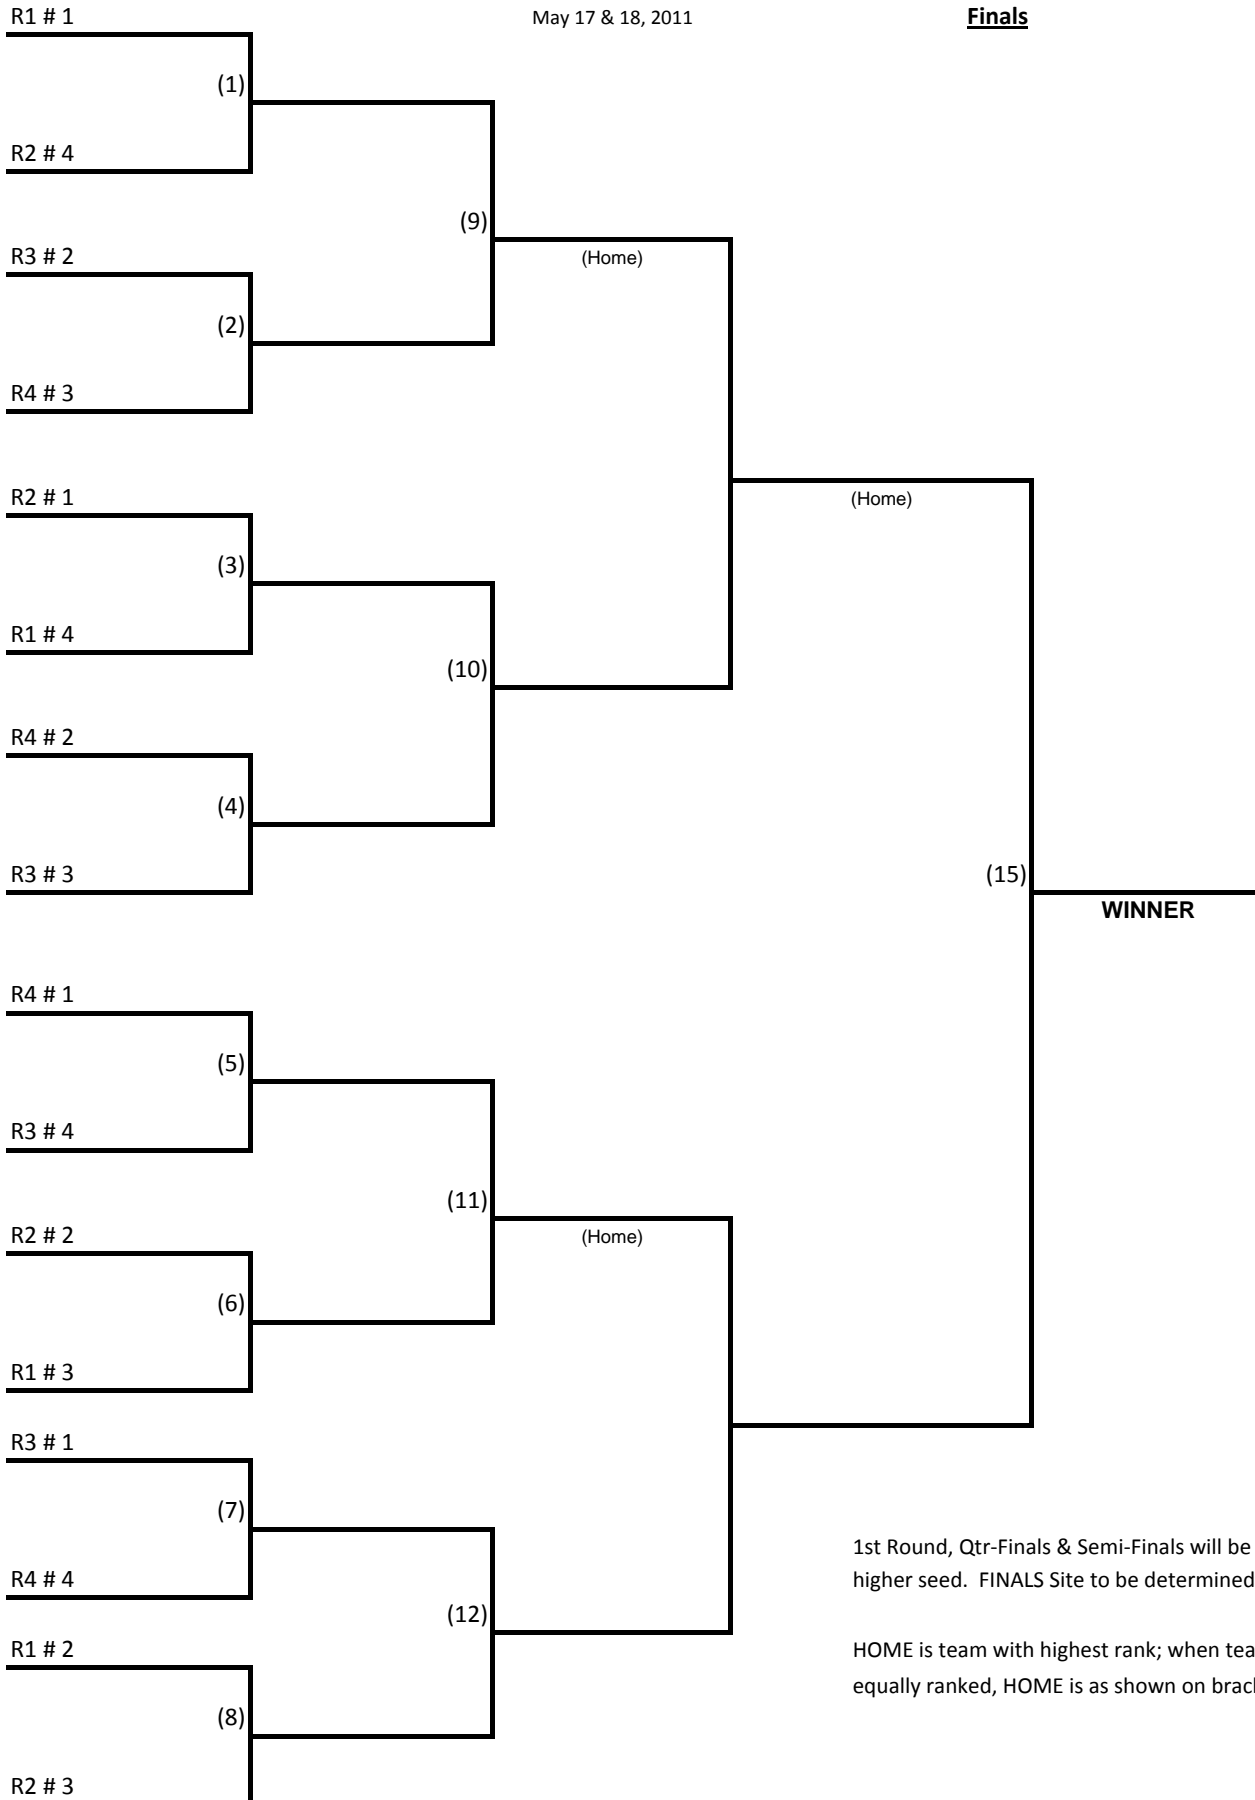 R1 # 1
May 17 & 18, 2011
Finals
(1)
R2 # 4
(9)
R3 # 2
(Home)
(2)
R4 # 3
R2 # 1
(Home)
(3)
R1 # 4
(10)
R4 # 2
(4)
R3 # 3
(15)
WINNER
R4 # 1
(5)
R3 # 4
(11)
R2 # 2
(Home)
(6)
R1 # 3
R3 # 1
(7)
1st Round, Qtr-Finals & Semi-Finals will be
R4 # 4
higher seed. FINALS Site to be determined
(12)
R1 # 2
HOME is team with highest rank; when
equally ranked, HOME is as shown on
(8)
R2 # 3